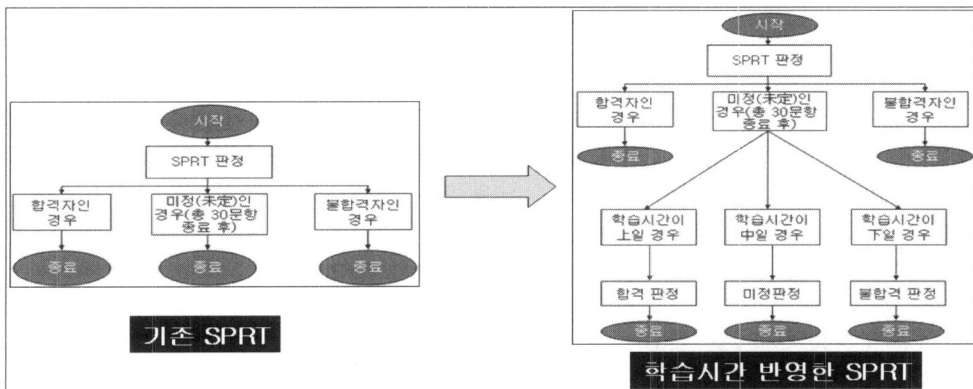 시작
SPRT 판정
합격자인
경우
미정(未定)인
경우(총 30문항
종료 후)
불합격자인
경우
종료
종료
종료
기존 SPRT
시작
SPRT 판정
합격자인
경우
미정(未定)인
경우(총 30문항
종료 후)
불합격자인
경우
종료
종료
학습시간이
上일 경우
학습시간이
中일 경우
학습시간이
下일 경우
합격 판정
미정판정
불합격 판정
종료
종료
종료
학습시간 반영한 SPRT